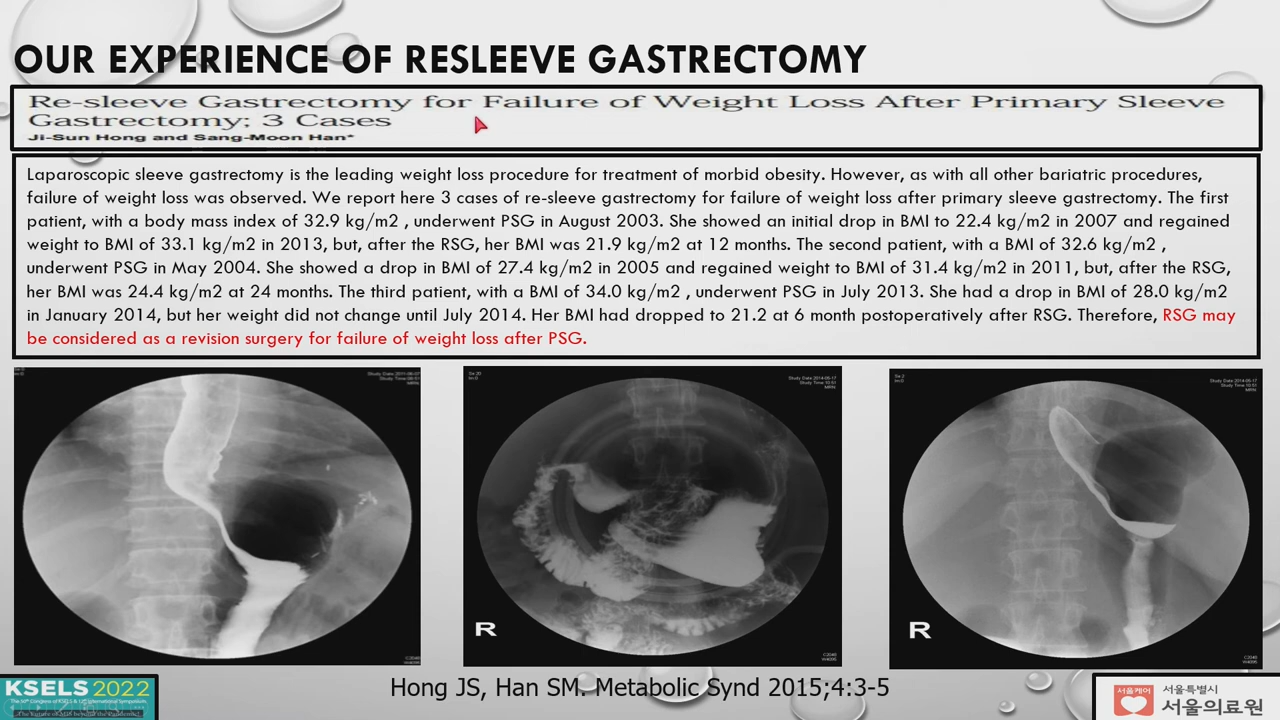 OUR EXPERIENCE OF RESLEEVE GASTRECTOMY
Re-sleeve Gastrectomy for Failure of Weight Loss After Primary Sleeve
Gastrectomy; 3 Cases
Ji-Sun Hong and Sang-Moon Han*
Laparoscopic sleeve gastrectomy is the leading weight loss procedure for treatment of morbid obesity. However, as with all other bariatric procedures,
failure of weight loss was observed. We report here 3 cases of re-sleeve gastrectomy for failure of weight loss after primary sleeve gastrectomy. The first
patient, with a body mass index of 32.9 kg/m2 , underwent PSG in August 2003. She showed an initial drop in BMI to 22.4 kg/m2 in 2007 and regained
weight to BMI of 33.1 kg/m2 in 2013, but, after the RSG, her BMI was 21.9 kg/m2 at 12 months. The second patient, with a BMI of 32.6 kg/m2 ,
underwent PSG in May 2004. She showed a drop in BMI of 27.4 kg/m2 in 2005 and regained weight to BMI of 31.4 kg/m2 in 2011, but, after the RSG,
her BMI was 24.4 kg/m2 at 24 months. The third patient, with a BMI of 34.0 kg/m2 , underwent PSG in July 2013. She had a drop in BMI of 28.0 kg/m2
in January 2014, but her weight did not change until July 2014. Her BMI had dropped to 21.2 at 6 month postoperatively after RSG. Therefore, RSG may
be considered as a revision surgery for failure of weight loss after PSG.
R
R
Hong JS, Han SM. Metabolic Synd 2015;4:3-5
KSELS 2022
서울케어
서울특별시
서울의료원